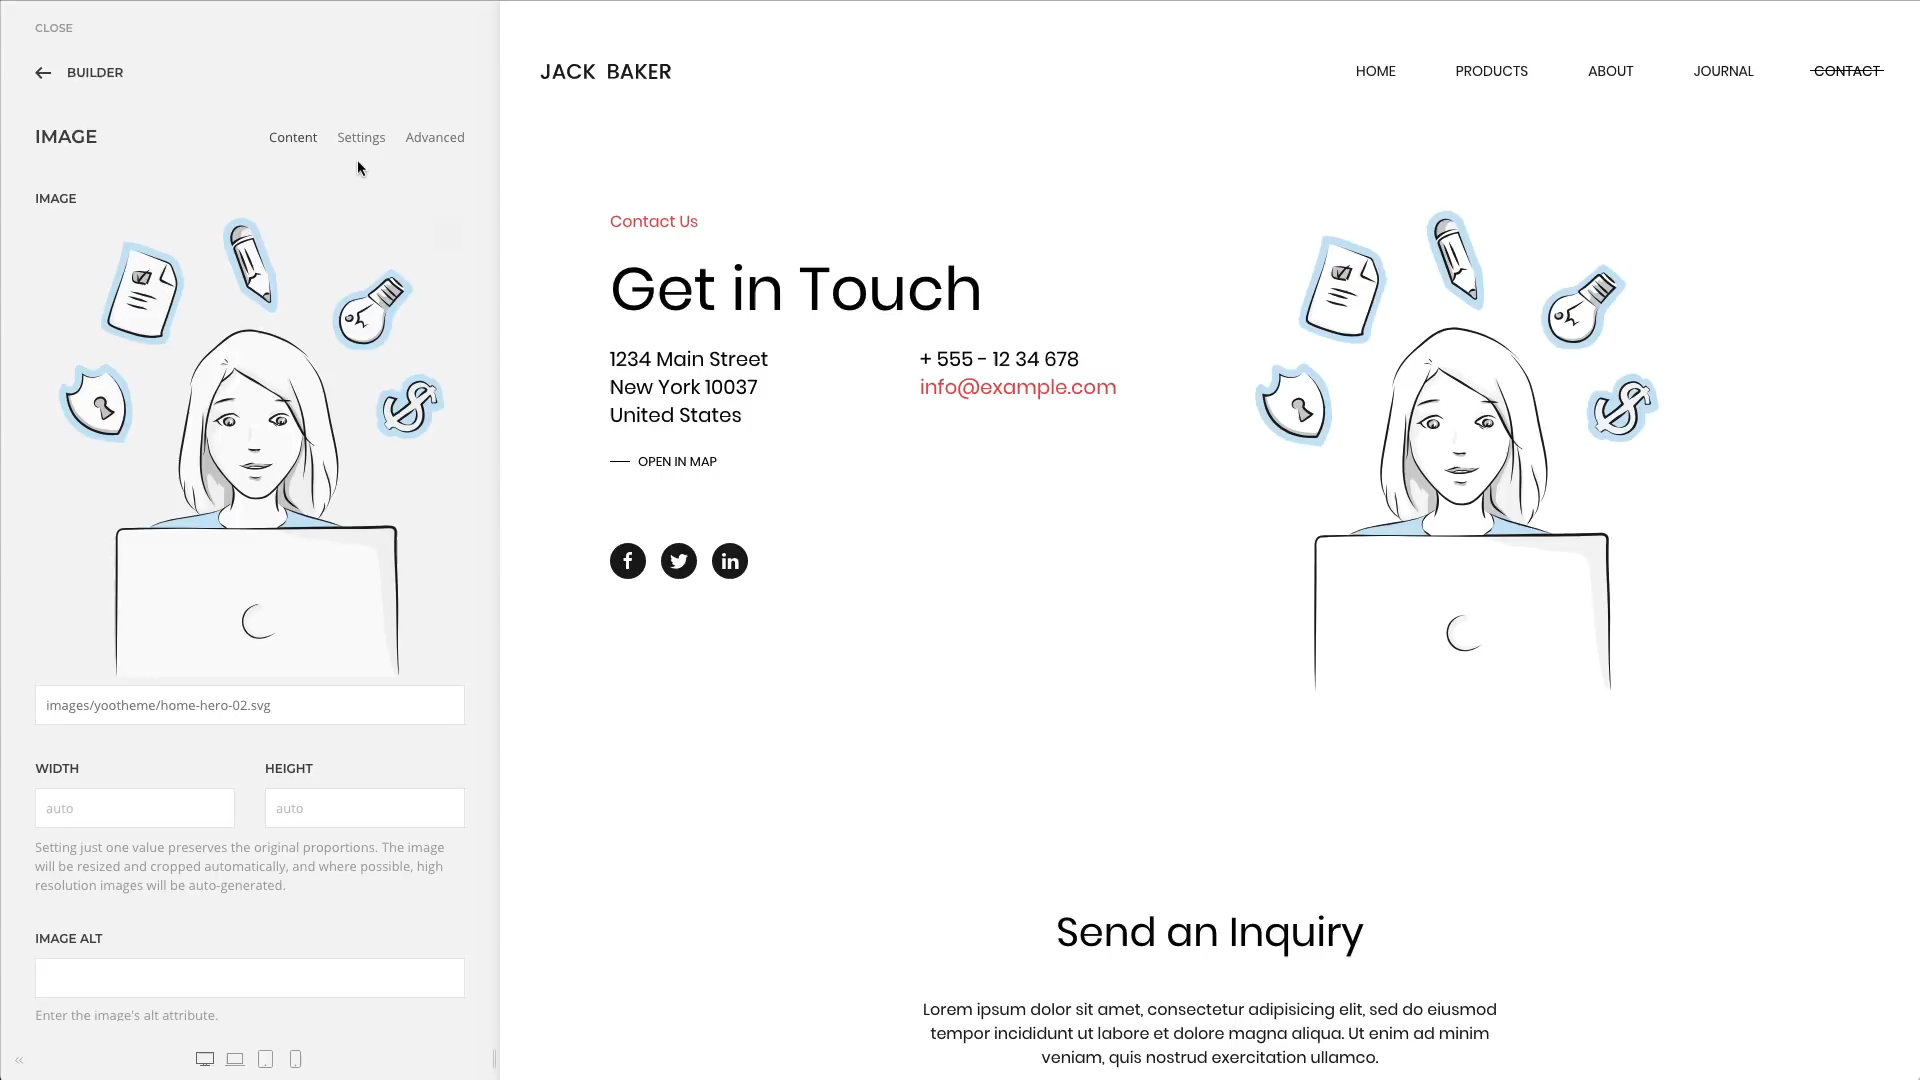 CLOSE
BUILDER
IMAGE
Content Settings Advanced
IMAGE
images/yootheme/home-hero-02.svg
WIDTH HEIGHT
auto auto
Setting just one value preserves the original proportions. The image
will be resized and cropped automatically, and where possible, high
resolution images will be auto-generated.
IMAGE ALT
Enter the image's alt attribute.
JACK BAKER
HOME PRODUCTS ABOUT JOURNAL CONTACT
Contact Us
Get in Touch
1234 Main Street
New York 10037
United States
+ 555 - 12 34 678
info@example.com
OPEN IN MAP
Send an Inquiry
Lorem ipsum dolor sit amet, consectetur adipisicing elit, sed do eiusmod
tempor incididunt ut labore et dolore magna aliqua. Ut enim ad minim
veniam, quis nostrud exercitation ullamco.